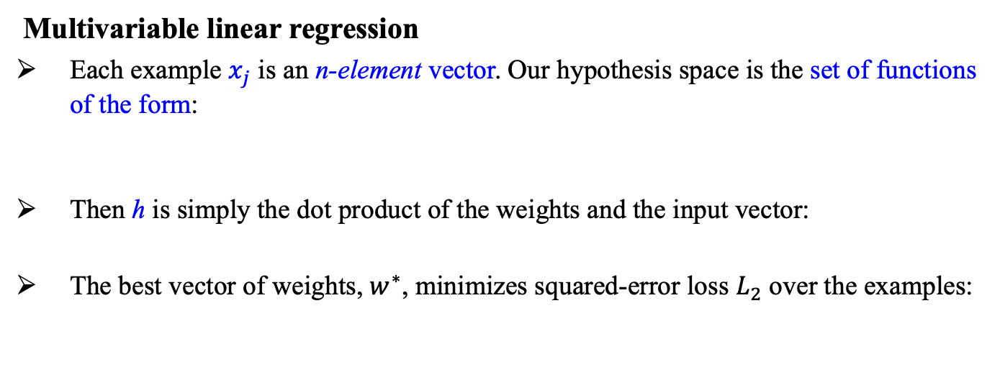 Multivariable linear regression
➢ Each example x_j is an n-element vector. Our hypothesis space is the set of functions
of the form:
➢ Then h is simply the dot product of the weights and the input vector:
➢ The best vector of weights, w*, minimizes squared-error loss L₂ over the examples: